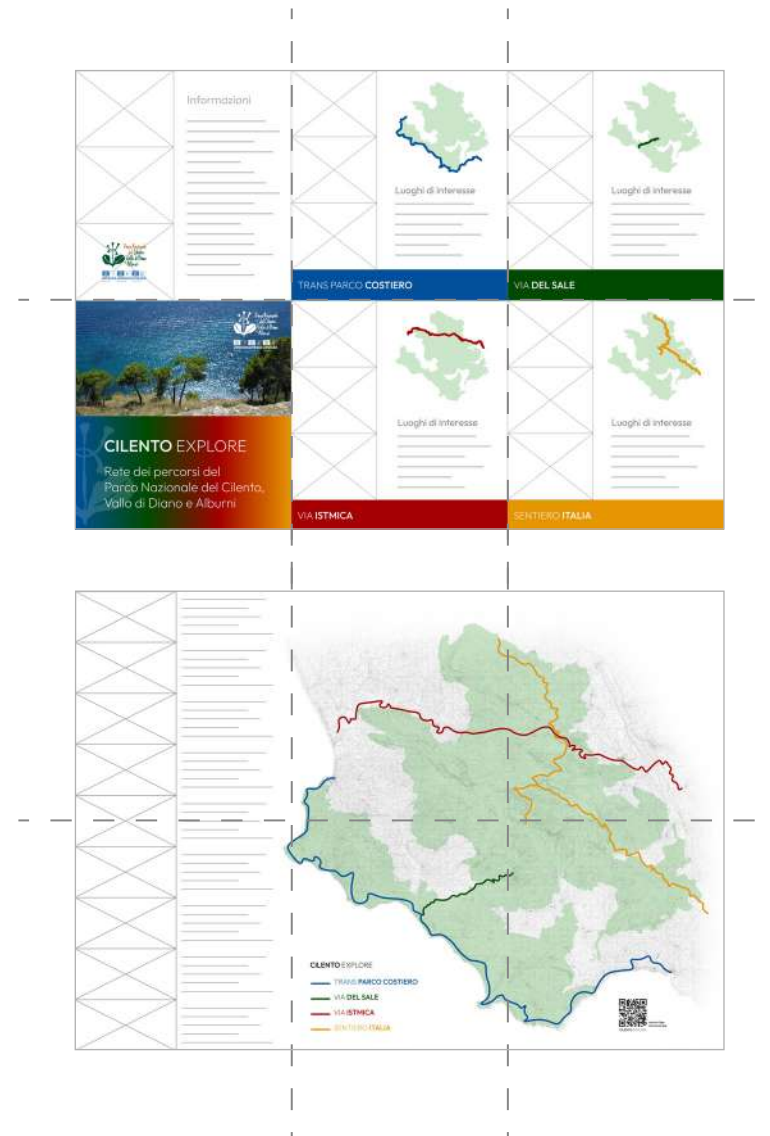 Informazioni
Luoghi di interesse
Luoghi di interesse
TRANS PARCO COSTIERO
VIA DEL SALE
CILENTO EXPLORE
Rete dei percorsi del
Parco Nazionale del Cilento,
Vallo di Diano e Alburni
Luoghi di interesse
Luoghi di interesse
VIA ISTMICA
SENTIERO ITALIA
CILENTO EXPLORE
TRANS PARCO COSTIERO
VIA DEL SALE
VIA ISTMICA
SENTIERO ITALIA